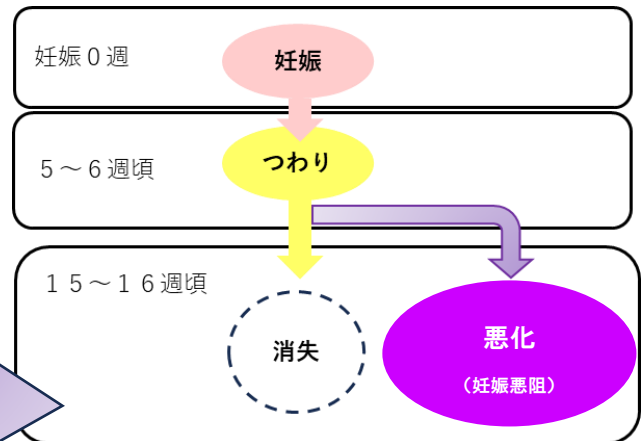 妊娠０週
妊娠
５～６週頃
つわり
１５～１６週頃
消失
悪化
（妊娠悪阻）